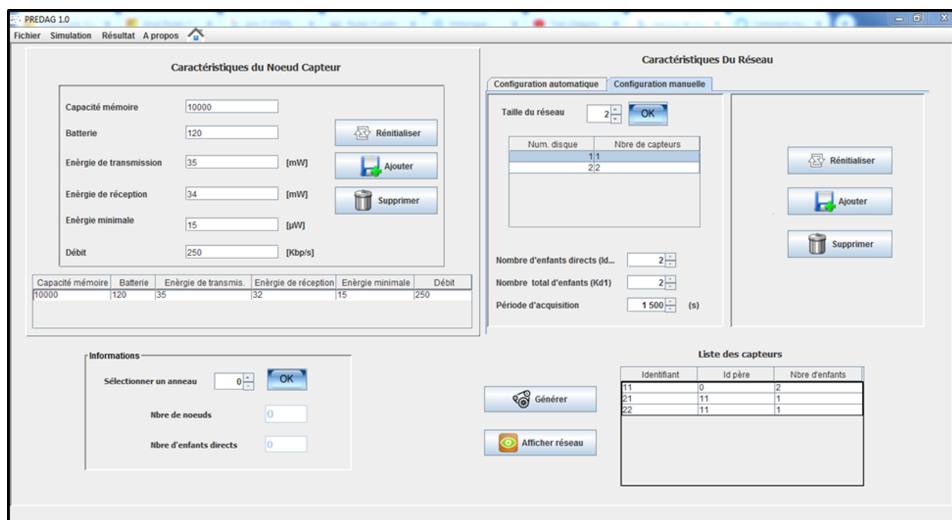 PREDAG 1.0
Fichier Simulation Résultat A propos
Caractéristiques du Noeud Capteur
Capacité mémoire 10000
Batterie 120
Enèrgie de transmission 35 [mW]
Enèrgie de réception 34 [mW]
Enèrgie minimale 15 [µW]
Débit 250 [Kbp/s]
Rénitialiser
Ajouter
Supprimer
Capacité mémoire Batterie Enèrgie de transmis. Enèrgie de réception Enèrgie minimale Débit
10000 120 35 32 15 250
Caractéristiques Du Réseau
Configuration automatique Configuration manuelle
Taille du réseau 2 OK
Num. disque Nbre de capteurs
1 1
2 2
Nombre d'enfants directs (Id... 2
Nombre total d'enfants (Kd1) 2
Période d'acquisition 1 500 (s)
Rénitialiser
Ajouter
Supprimer
Informations
Sélectionner un anneau 0 OK
Nbre de noeuds 0
Nbre d'enfants directs 0
Générer
Afficher réseau
Liste des capteurs
Identifiant Id père Nbre d'enfants
11 0 2
21 11 1
22 11 1